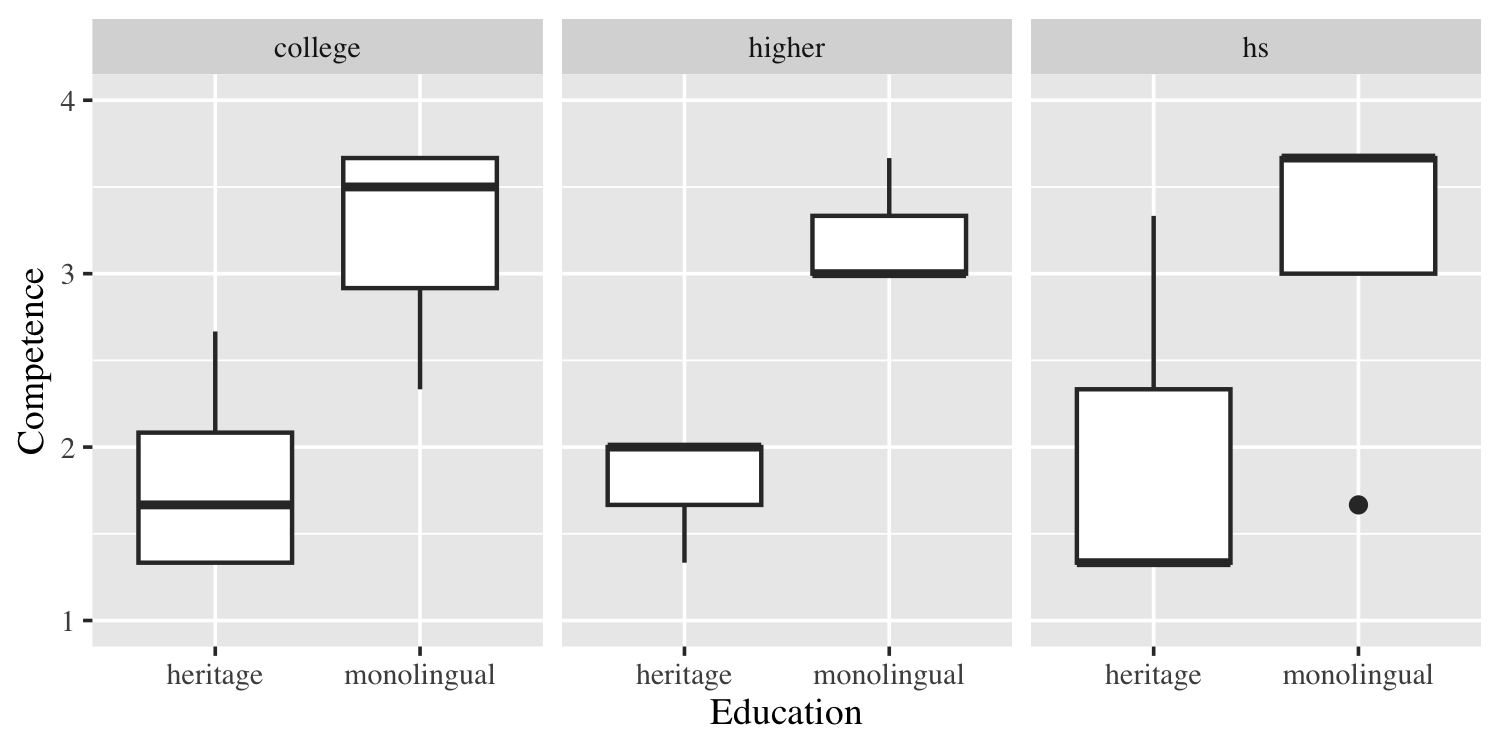 college higher hs
4
3
2
1
Competence
heritage monolingual heritage monolingual heritage monolingual
Education